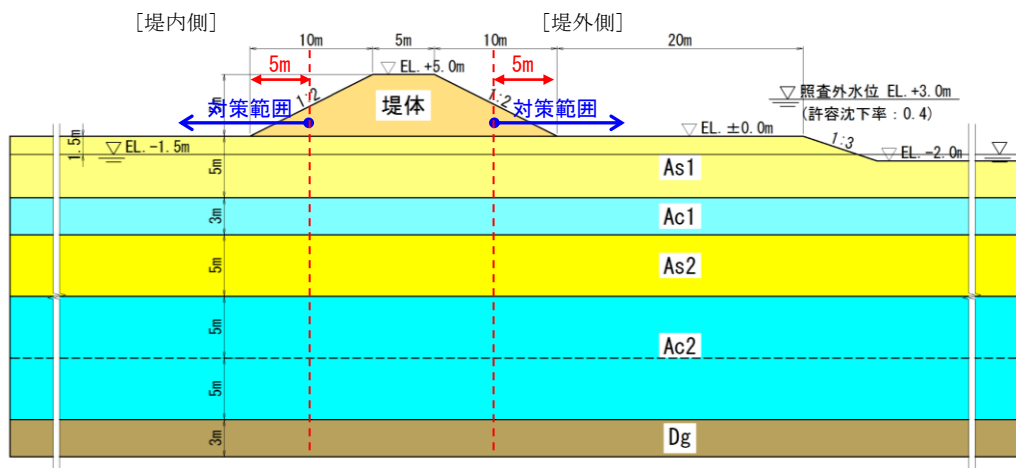 [堤内側]
[堤外側]
10m
5m
10m
20m
5m
5m
EL.+5.0m
1:2
堤体
1:2
対策範囲
対策範囲
照査外水位 EL.+3.0m
(許容沈下率：0.4)
EL.±0.0m
1:3
1.5m
EL.-1.5m
EL.-2.0m
5m
As1
3m
Ac1
5m
As2
5m
Ac2
5m
3m
Dg